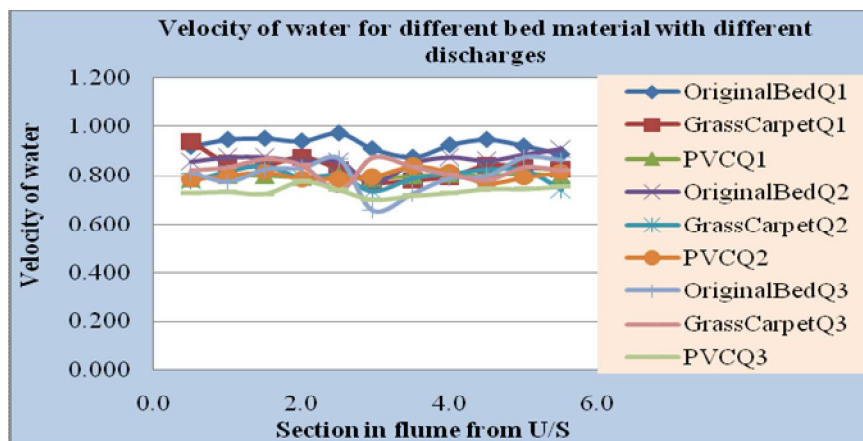 Velocity of water for different bed material with different
discharges
Velocity of water
1.200
1.000
0.800
0.600
0.400
0.200
0.000
0.0
2.0
4.0
6.0
Section in flume from U/S
OriginalBedQ1
GrassCarpetQ1
PVCQ1
OriginalBedQ2
GrassCarpetQ2
PVCQ2
OriginalBedQ3
GrassCarpetQ3
PVCQ3